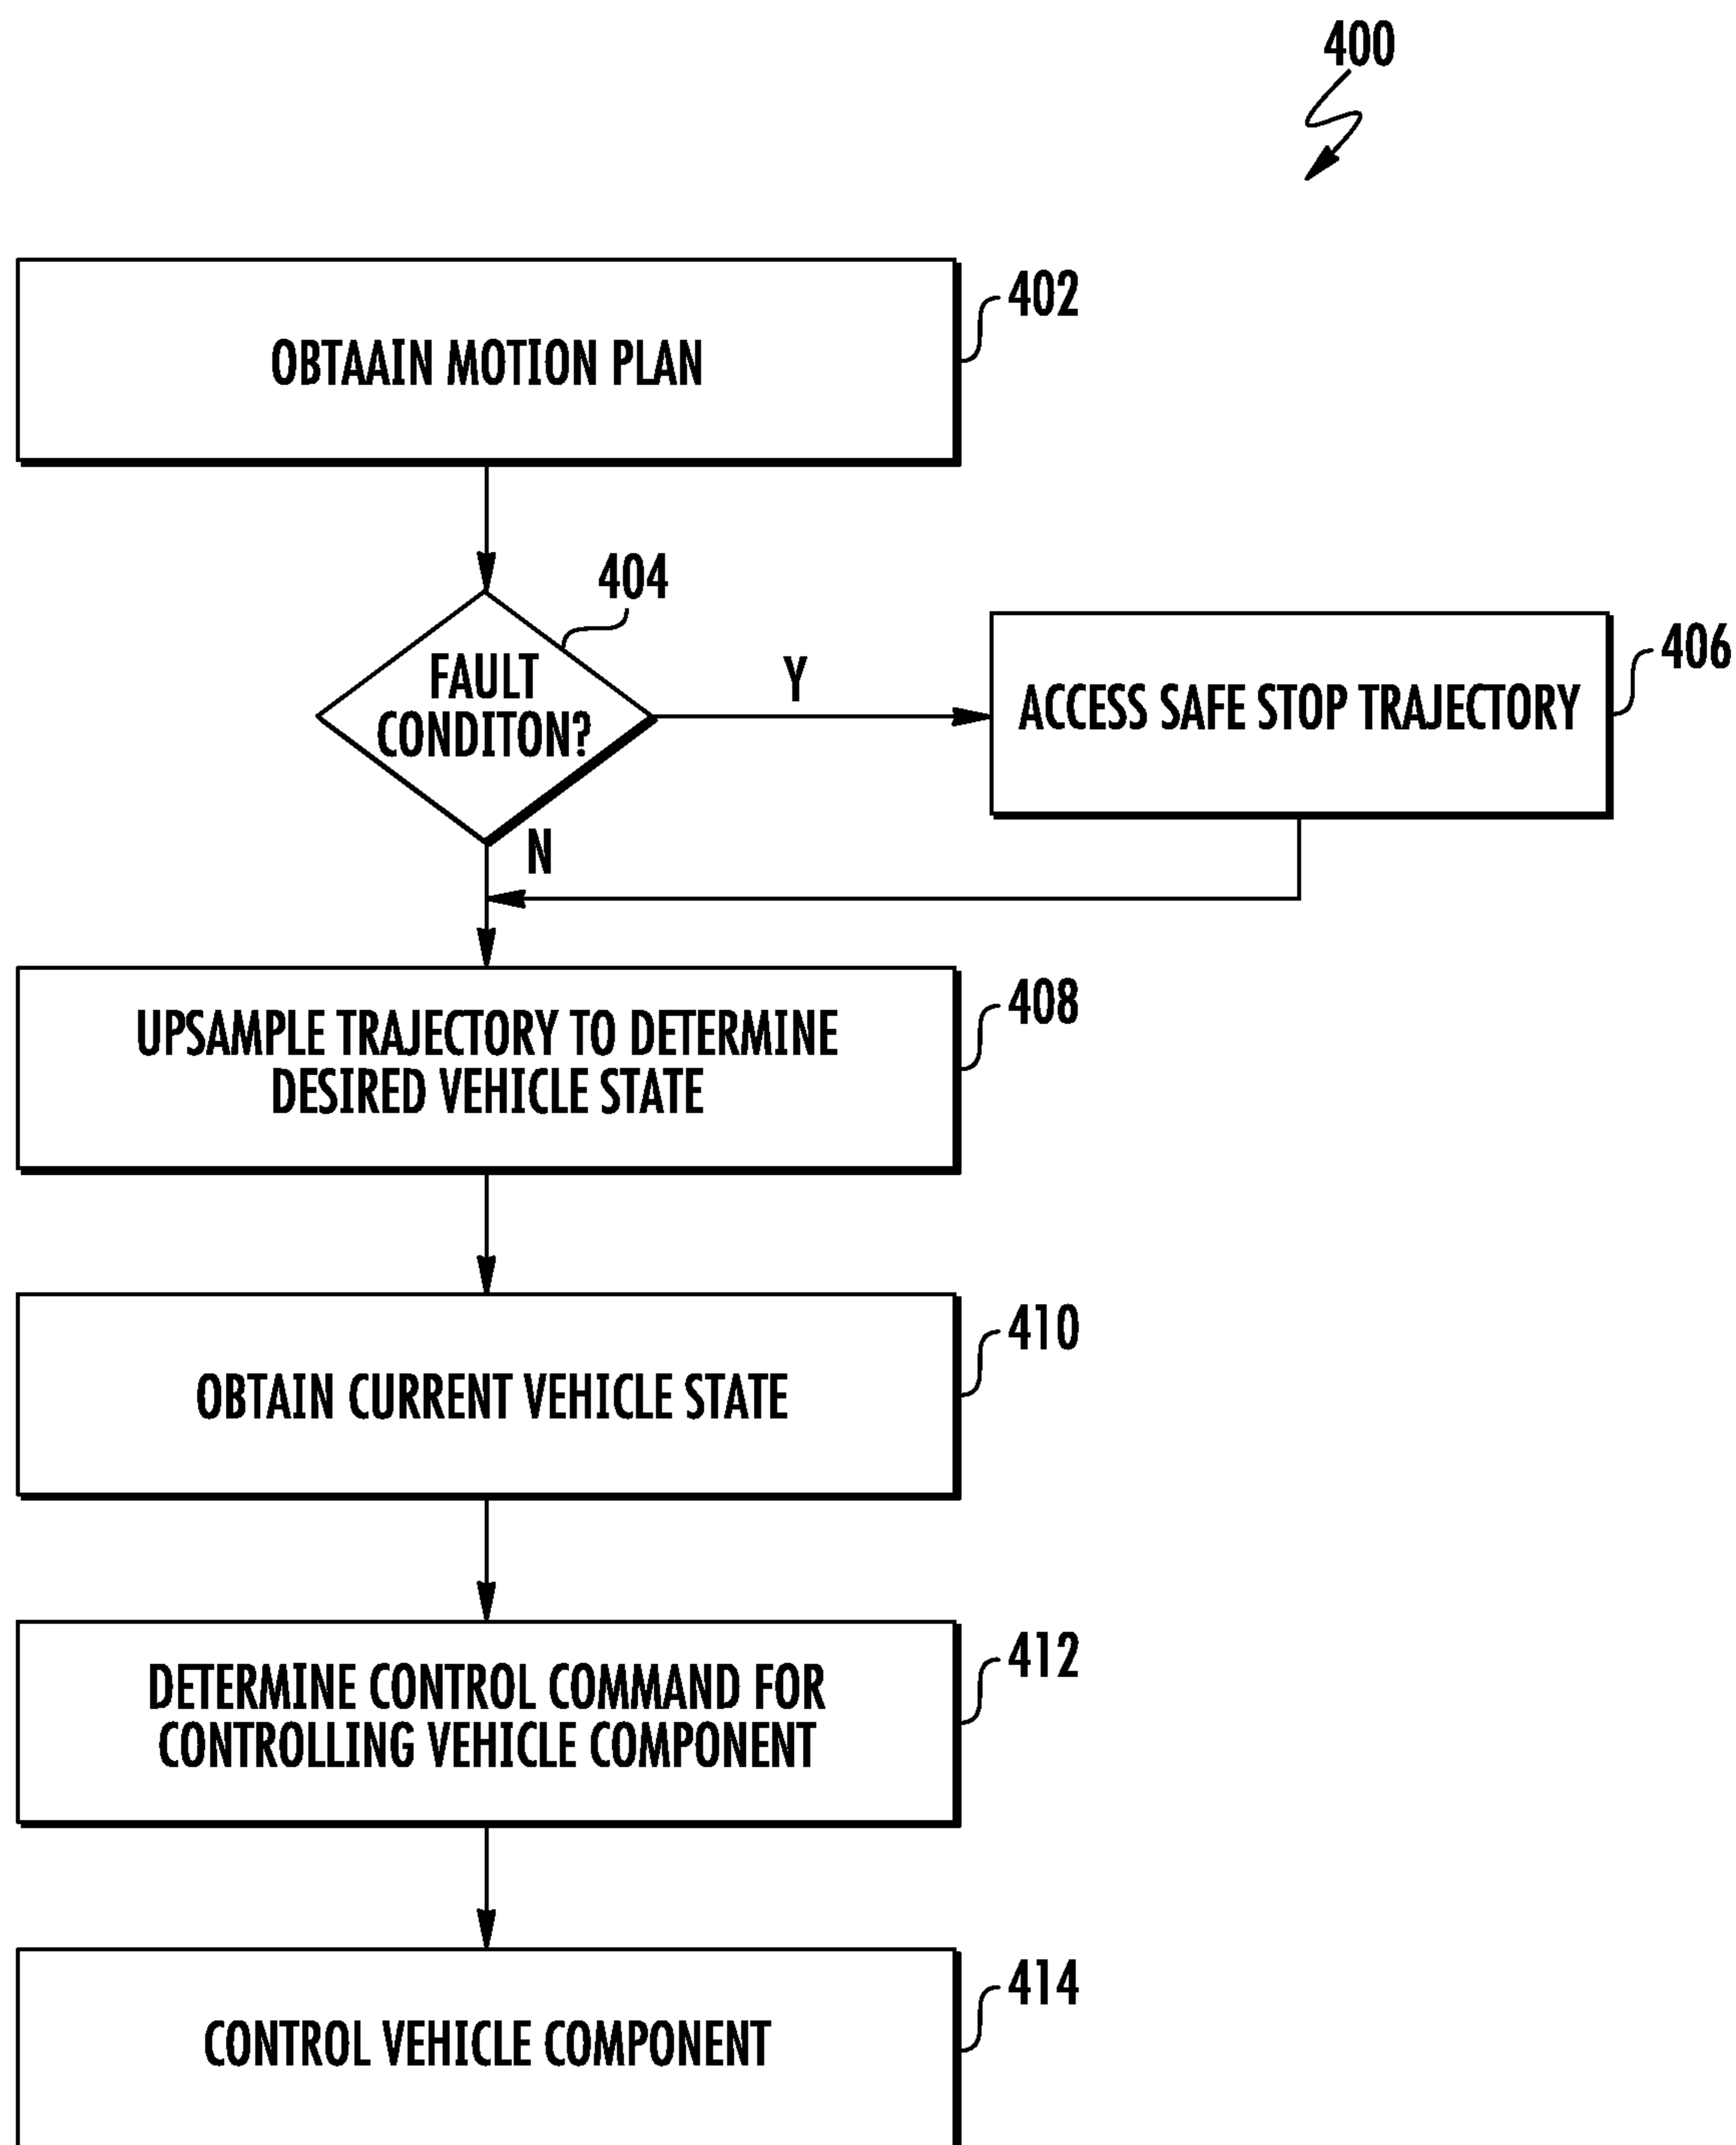 400
OBTAAIN MOTION PLAN
402
404
FAULT
CONDITON?
Y
ACCESS SAFE STOP TRAJECTORY
406
N
UPSAMPLE TRAJECTORY TO DETERMINE
DESIRED VEHICLE STATE
408
OBTAIN CURRENT VEHICLE STATE
410
DETERMINE CONTROL COMMAND FOR
CONTROLLING VEHICLE COMPONENT
412
CONTROL VEHICLE COMPONENT
414